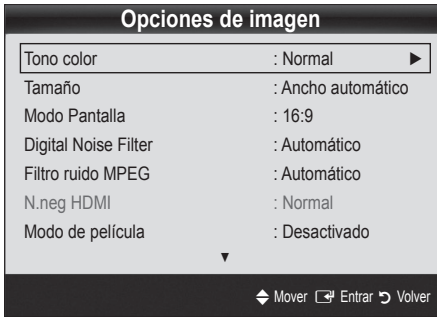 Opciones de imagen
Tono color : Normal ►
Tamaño : Ancho automático
Modo Pantalla : 16:9
Digital Noise Filter : Automático
Filtro ruido MPEG : Automático
N.neg HDMI : Normal
Modo de película : Desactivado
▼
Mover Entrar Volver